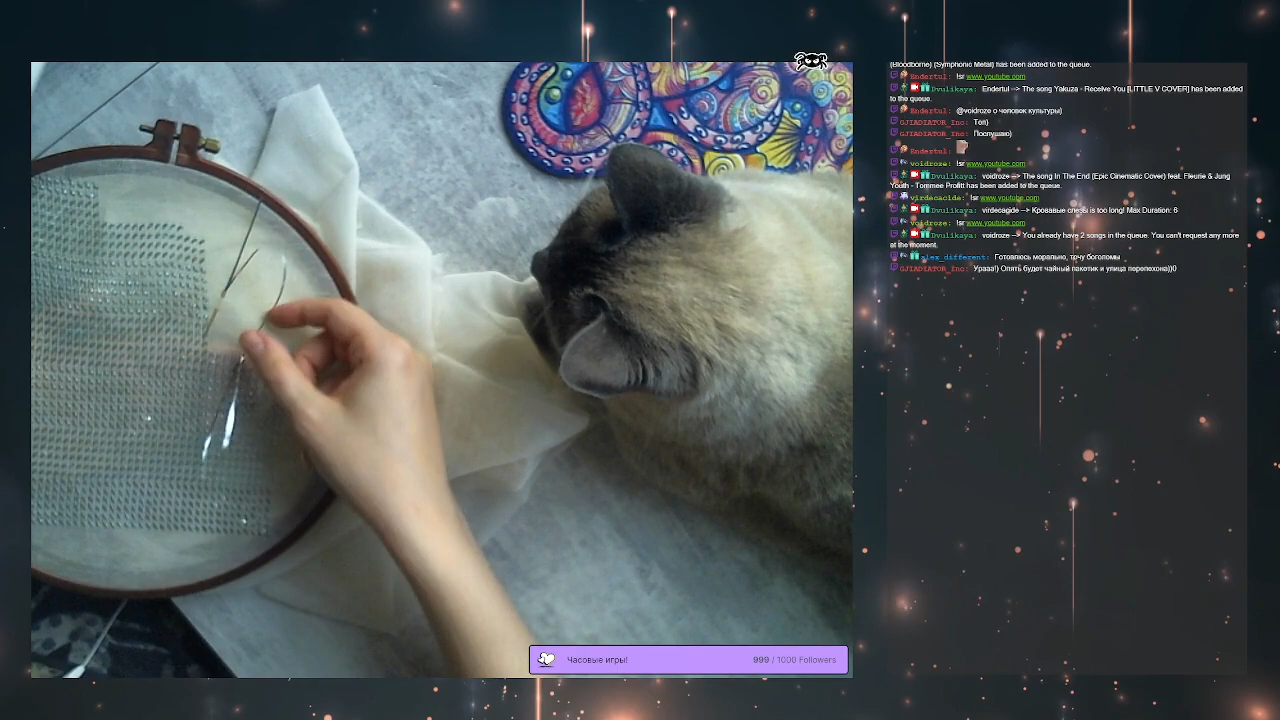 (Bloodborne) [Symphonic Metal) has been added to the queue.
Endertul: !sr www.youtube.com
Dvulikaya: Endertul --> The song Yakuza - Receive You [LITTLE V COVER] has been added
to the queue.
Endertul: @voidroze о человок культуры)
GJIADIATOR_Inc: Топ)
GJIADIATOR_Inc: Послушаю)
Endertul:
voidroze: !sr www.youtube.com
Dvulikaya: voidroze --> The song In The End (Epic Cinematic Cover) feat. Fleurie & Jung
Youth - Tommee Profitt has been added to the queue.
virdecacide: !sr www.youtube.com
Dvulikaya: virdecacide --> Кровавые слезы is too long! Max Duration: 6
voidroze: !sr www.youtube.com
Dvulikaya: voidroze --> You already have 2 songs in the queue. You can't request any more
at the moment.
alex_different: Готовлюсь морально, точу богословы
GJIADIATOR_Inc: Урааа!) Опять будет чайный пакотик и улица перепехона))0
Часовые игры!
999 / 1000 Followers